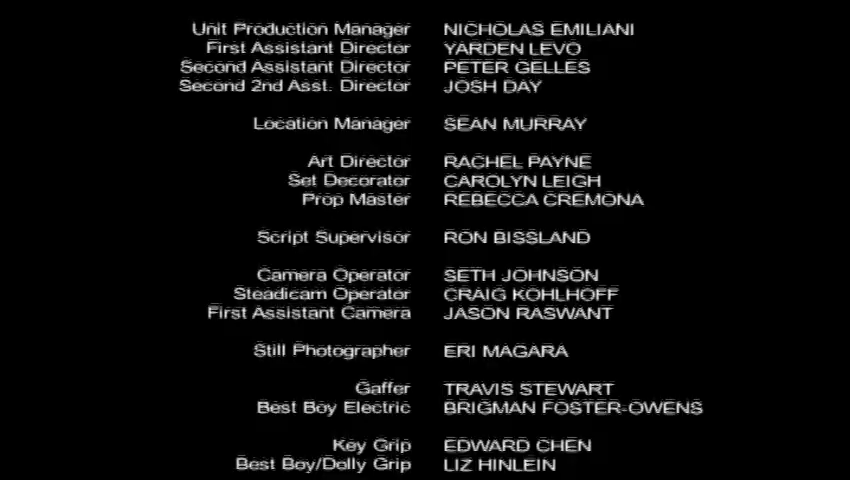 Unit Production Manager NICHOLAS EMILIANI
First Assistant Director YARDEN LEVO
Second Assistant Director PETER GELLES
Second 2nd Asst. Director JOSH DAY
Location Manager SEAN MURRAY
Art Director RACHEL PAYNE
Set Decorator CAROLYN LEIGH
Prop Master REBECCA CREMONA
Script Supervisor RON BISSLAND
Camera Operator SETH JOHNSON
Steadicam Operator CRAIG KOHLHOFF
First Assistant Camera JASON RASWANT
Still Photographer ERI MAGARA
Gaffer TRAVIS STEWART
Best Boy Electric BRIGMAN FOSTER-OWENS
Key Grip EDWARD CHEN
Best Boy/Dolly Grip LIZ HINLEIN